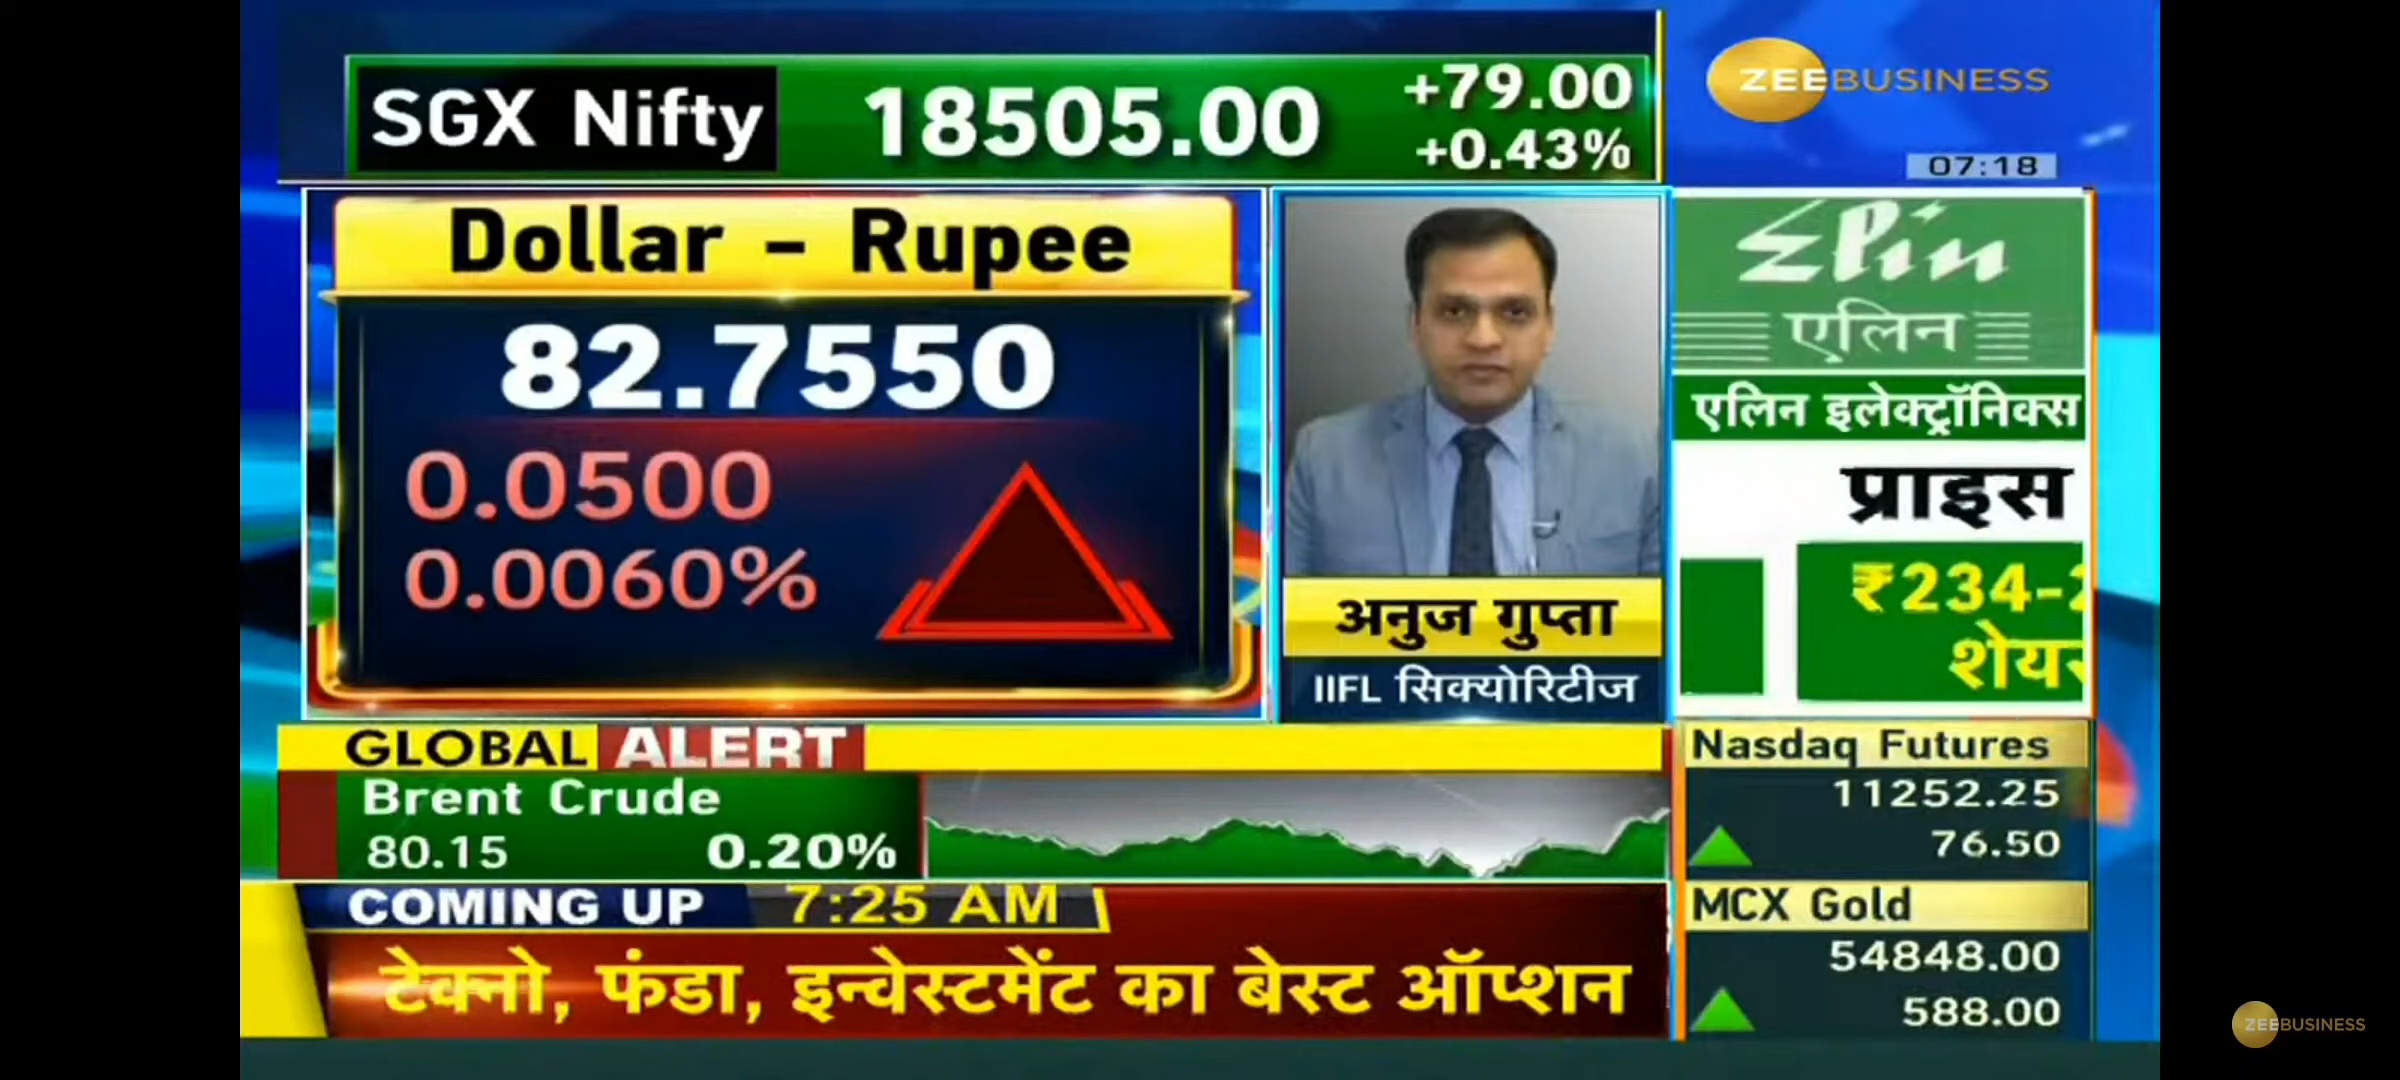 SGX Nifty 18505.00 +79.00
+0.43%
ZEEBUSINESS
07:18
Dollar - Rupee
82.7550
0.0500
0.0060%
अनुज गुप्ता
IIFL सिक्योरिटीज
Elin
एलिन
एलिन इलेक्ट्रॉनिक्स
प्राइस
₹234-
GLOBAL ALERT
Brent Crude
80.15 0.20%
Nasdaq Futures
11252.25
76.50
MCX Gold
54848.00
588.00
COMING UP 7:25 AM
टेक्नो, फंडा, इन्वेस्टमेंट का बेस्ट ऑप्शन
ZEEBUSINESS